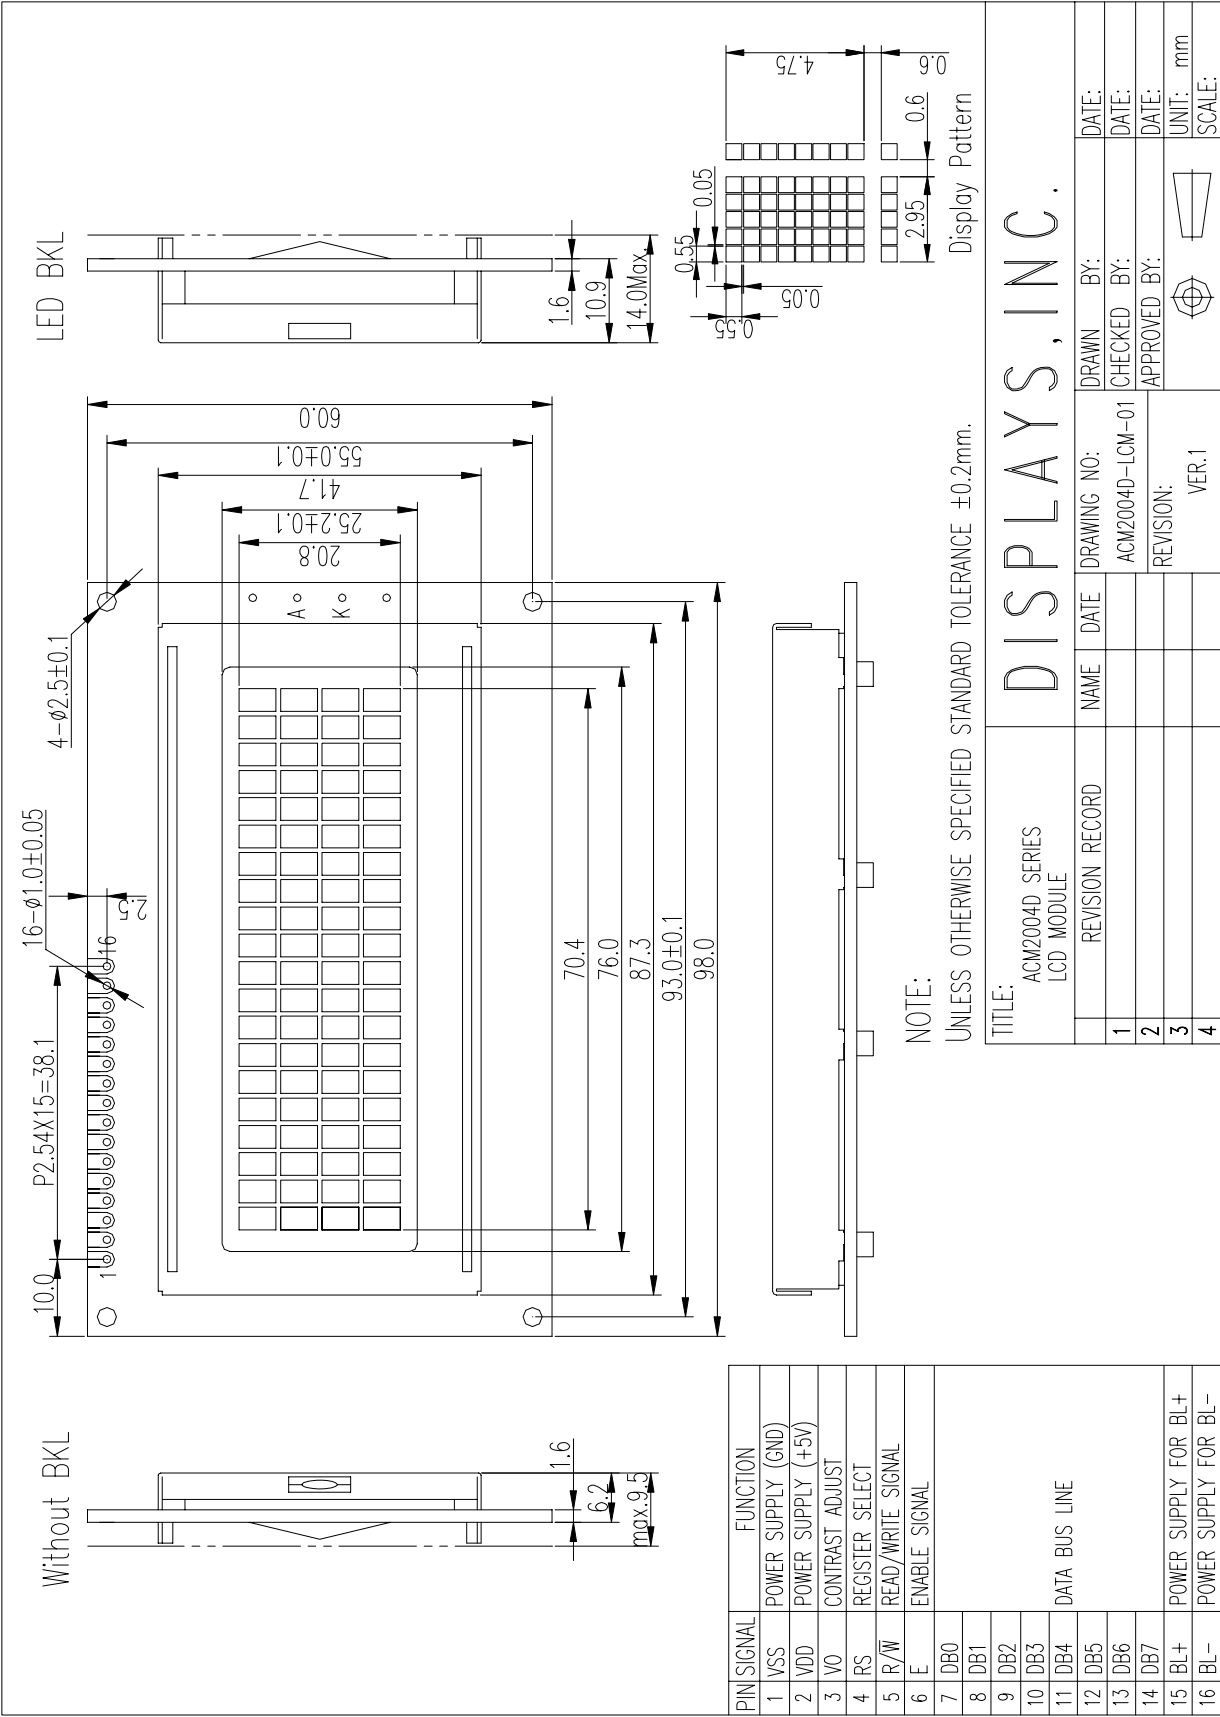 Without BKL
1.6
6.2
max.9.5
10.0
P2.54X15=38.1
16-ø1.0±0.05
4-ø2.5±0.1
2.5
1
16
A
K
60.0
55.0±0.1
41.7
25.2±0.1
20.8
70.4
76.0
87.3
93.0±0.1
98.0
LED BKL
1.6
10.9
14.0Max.
0.55
0.05
0.55
0.05
4.75
0.6
2.95
0.6
Display Pattern
NOTE:
UNLESS OTHERWISE SPECIFIED STANDARD TOLERANCE ±0.2mm.
PIN SIGNAL FUNCTION
1 VSS POWER SUPPLY (GND)
2 VDD POWER SUPPLY (+5V)
3 VO CONTRAST ADJUST
4 RS REGISTER SELECT
5 R/W̅ READ/WRITE SIGNAL
6 E ENABLE SIGNAL
7 DB0
8 DB1
9 DB2
10 DB3
11 DB4 DATA BUS LINE
12 DB5
13 DB6
14 DB7
15 BL+ POWER SUPPLY FOR BL+
16 BL- POWER SUPPLY FOR BL-
TITLE:
ACM2004D SERIES
LCD MODULE
DISPLAYS,INC.
REVISION RECORD NAME DATE
1
2
3
4
DRAWING NO:
ACM2004D-LCM-01
REVISION:
VER.1
DRAWN BY: DATE:
CHECKED BY: DATE:
APPROVED BY: DATE:
UNIT: mm
SCALE: